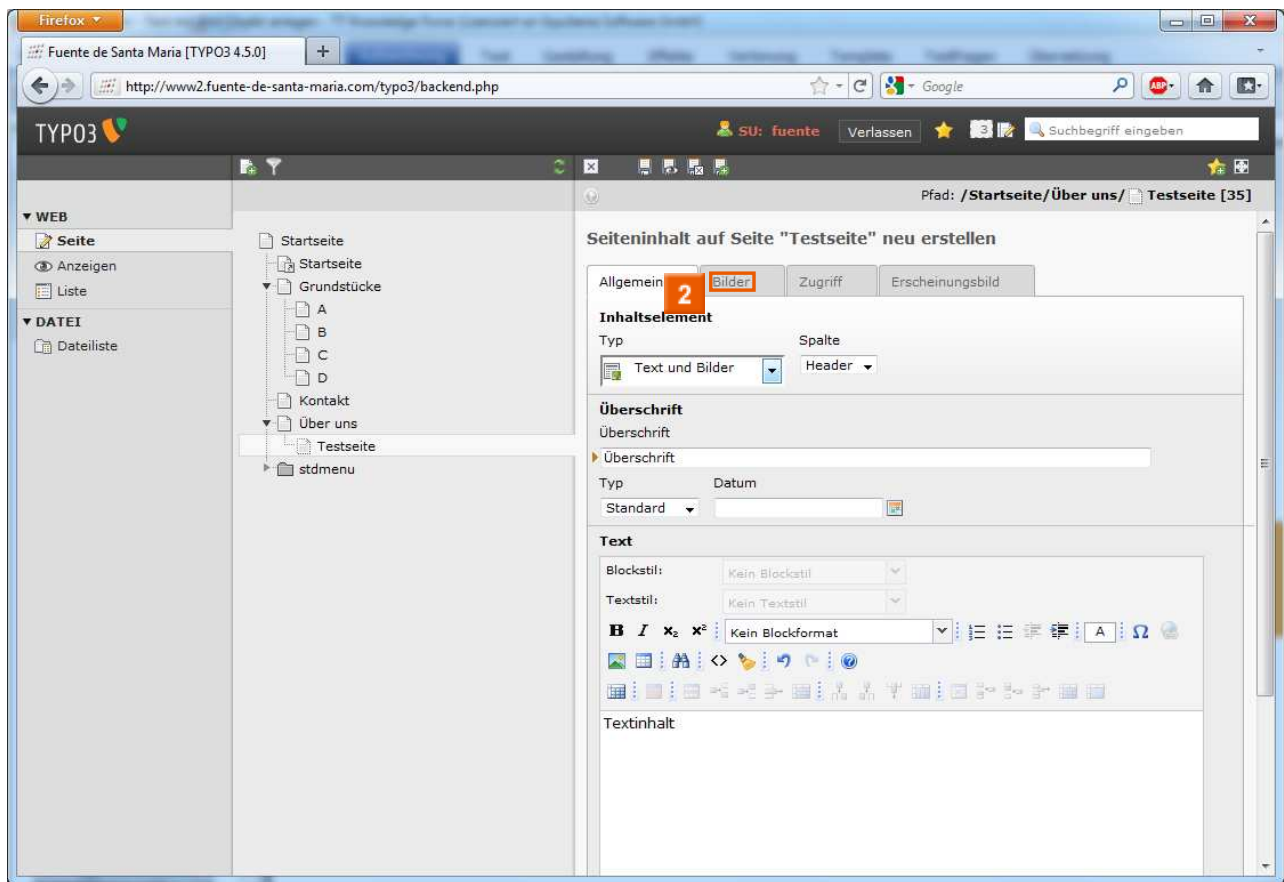 Firefox
Fuente de Santa Maria [TYPO3 4.5.0] +
http://www2.fuente-de-santa-maria.com/typo3/backend.php Google ABP
TYPO3 SU: fuente Verlassen 3 Suchbegriff eingeben
Pfad: /Startseite/Über uns/ Testseite [35]
WEB
Seite
Anzeigen
Liste
DATEI
Dateiliste
Startseite
Startseite
Grundstücke
A
B
C
D
Kontakt
Über uns
Testseite
stdmenu
Seiteninhalt auf Seite "Testseite" neu erstellen
Allgemein 2 Bilder Zugriff Erscheinungsbild
Inhaltselement
Typ Spalte
Text und Bilder Header
Überschrift
Überschrift
Überschrift
Typ Datum
Standard
Text
Blockstil: Kein Blockstil
Textstil: Kein Textstil
B I x₂ x² Kein Blockformat A Ω
Textinhalt